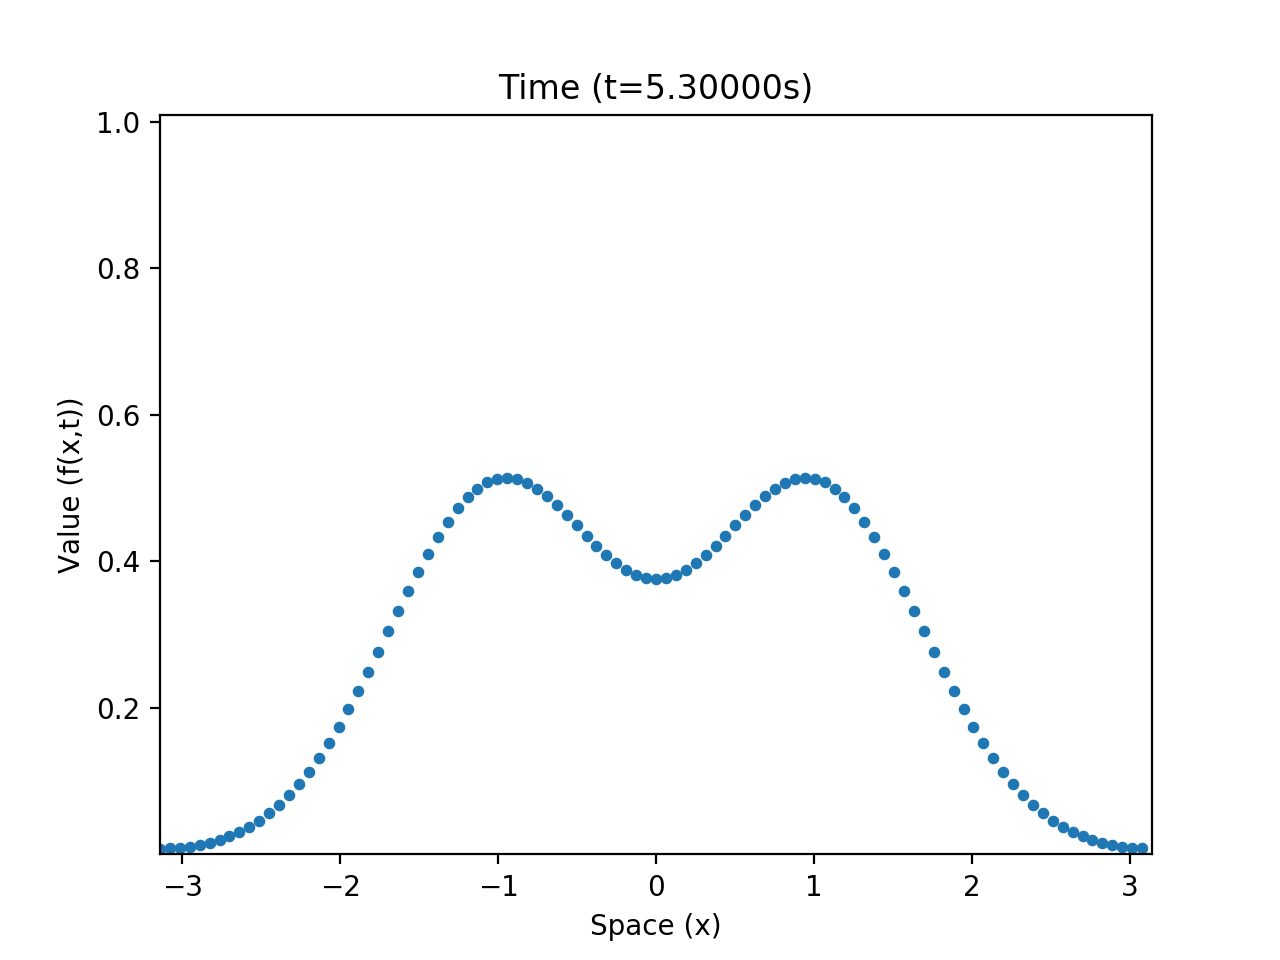 Time (t=5.30000s)
1.0
0.8
0.6
0.4
0.2
Value (f(x,t))
−3 −2 −1 0 1 2 3
Space (x)